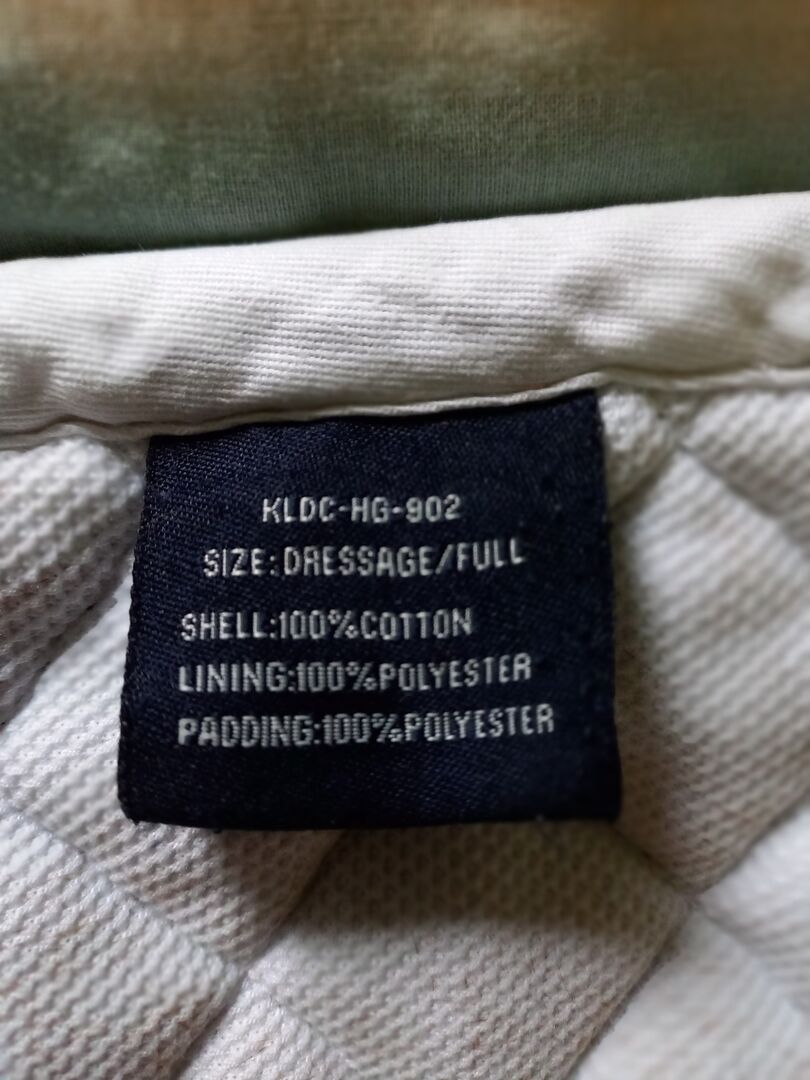 KLDC-HG-902
SIZE:DRESSAGE/FULL
SHELL:100%COTTON
LINING:100%POLYESTER
PADDING:100%POLYESTER